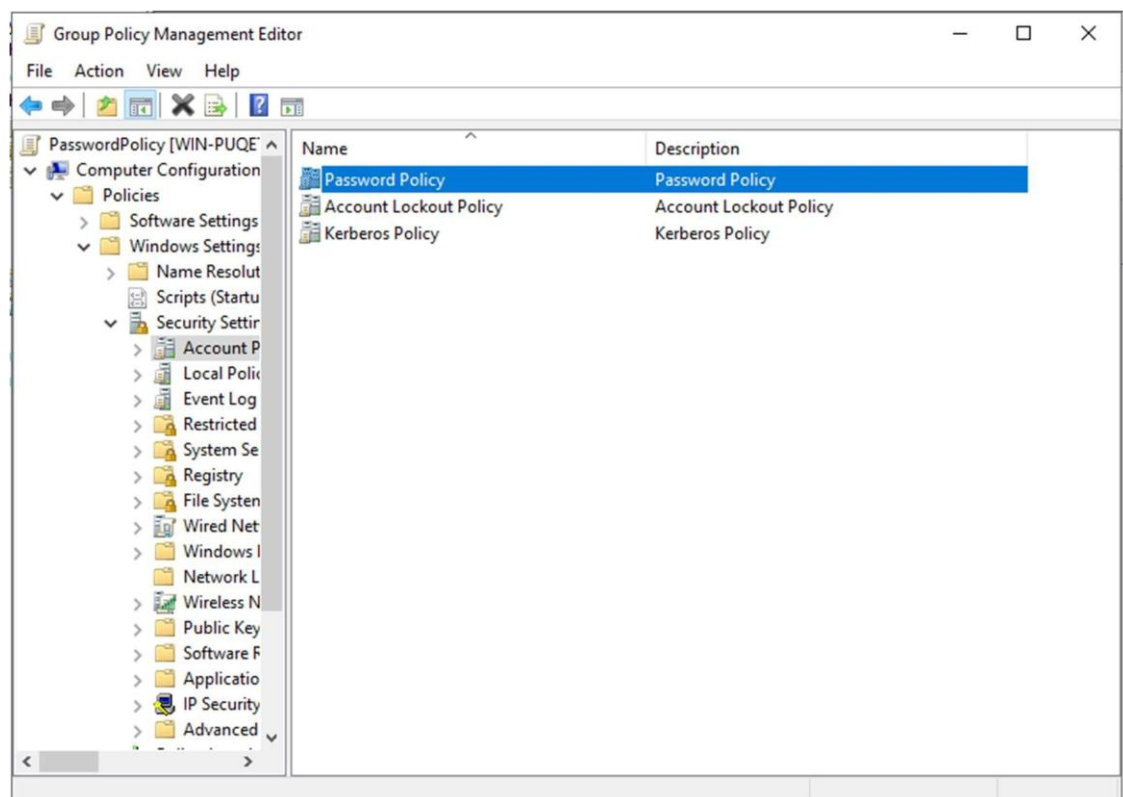 Group Policy Management Editor
File Action View Help
PasswordPolicy [WIN-PUQE
Computer Configuration
Policies
Software Settings
Windows Settings
Name Resolut
Scripts (Startu
Security Settin
Account P
Local Polic
Event Log
Restricted
System Se
Registry
File System
Wired Net
Windows
Network L
Wireless N
Public Key
Software R
Applicatio
IP Security
Advanced
Name Description
Password Policy Password Policy
Account Lockout Policy Account Lockout Policy
Kerberos Policy Kerberos Policy